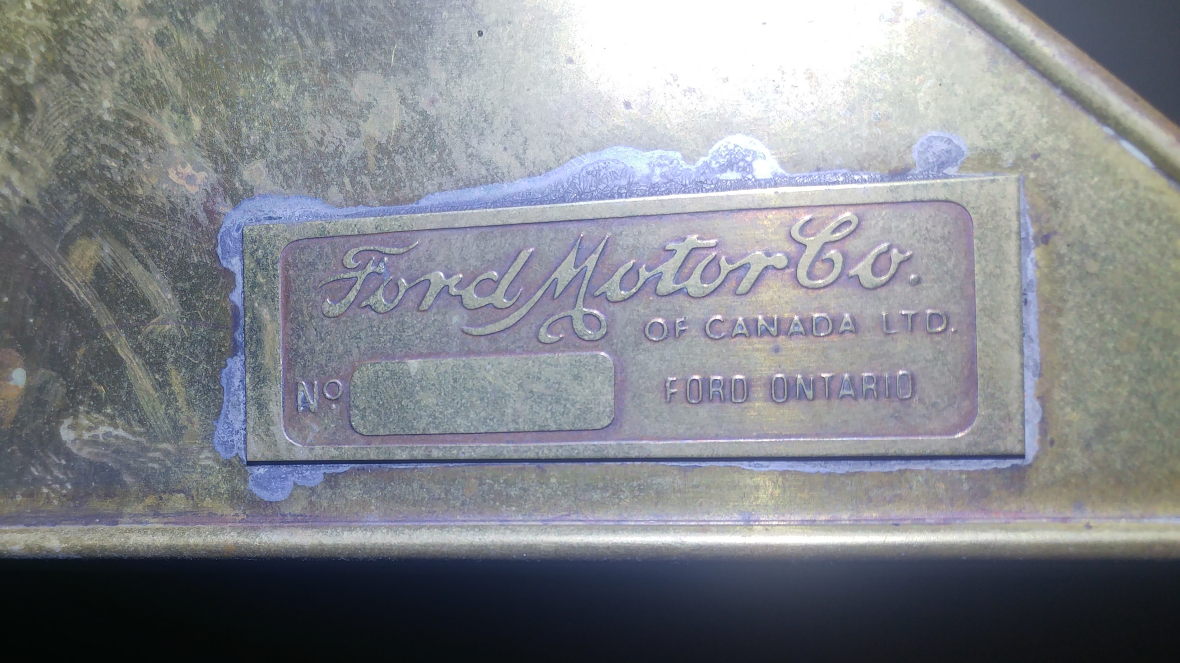 Ford Motor Co.
OF CANADA LTD.
Nº
FORD ONTARIO